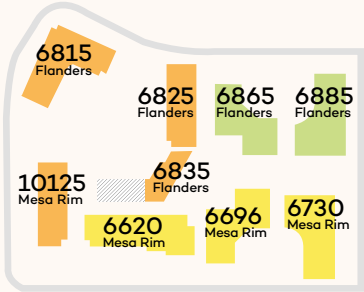 6815
Flanders
6825
Flanders
6865
Flanders
6885
Flanders
6835
Flanders
10125
Mesa Rim
6620
Mesa Rim
6696
Mesa Rim
6730
Mesa Rim